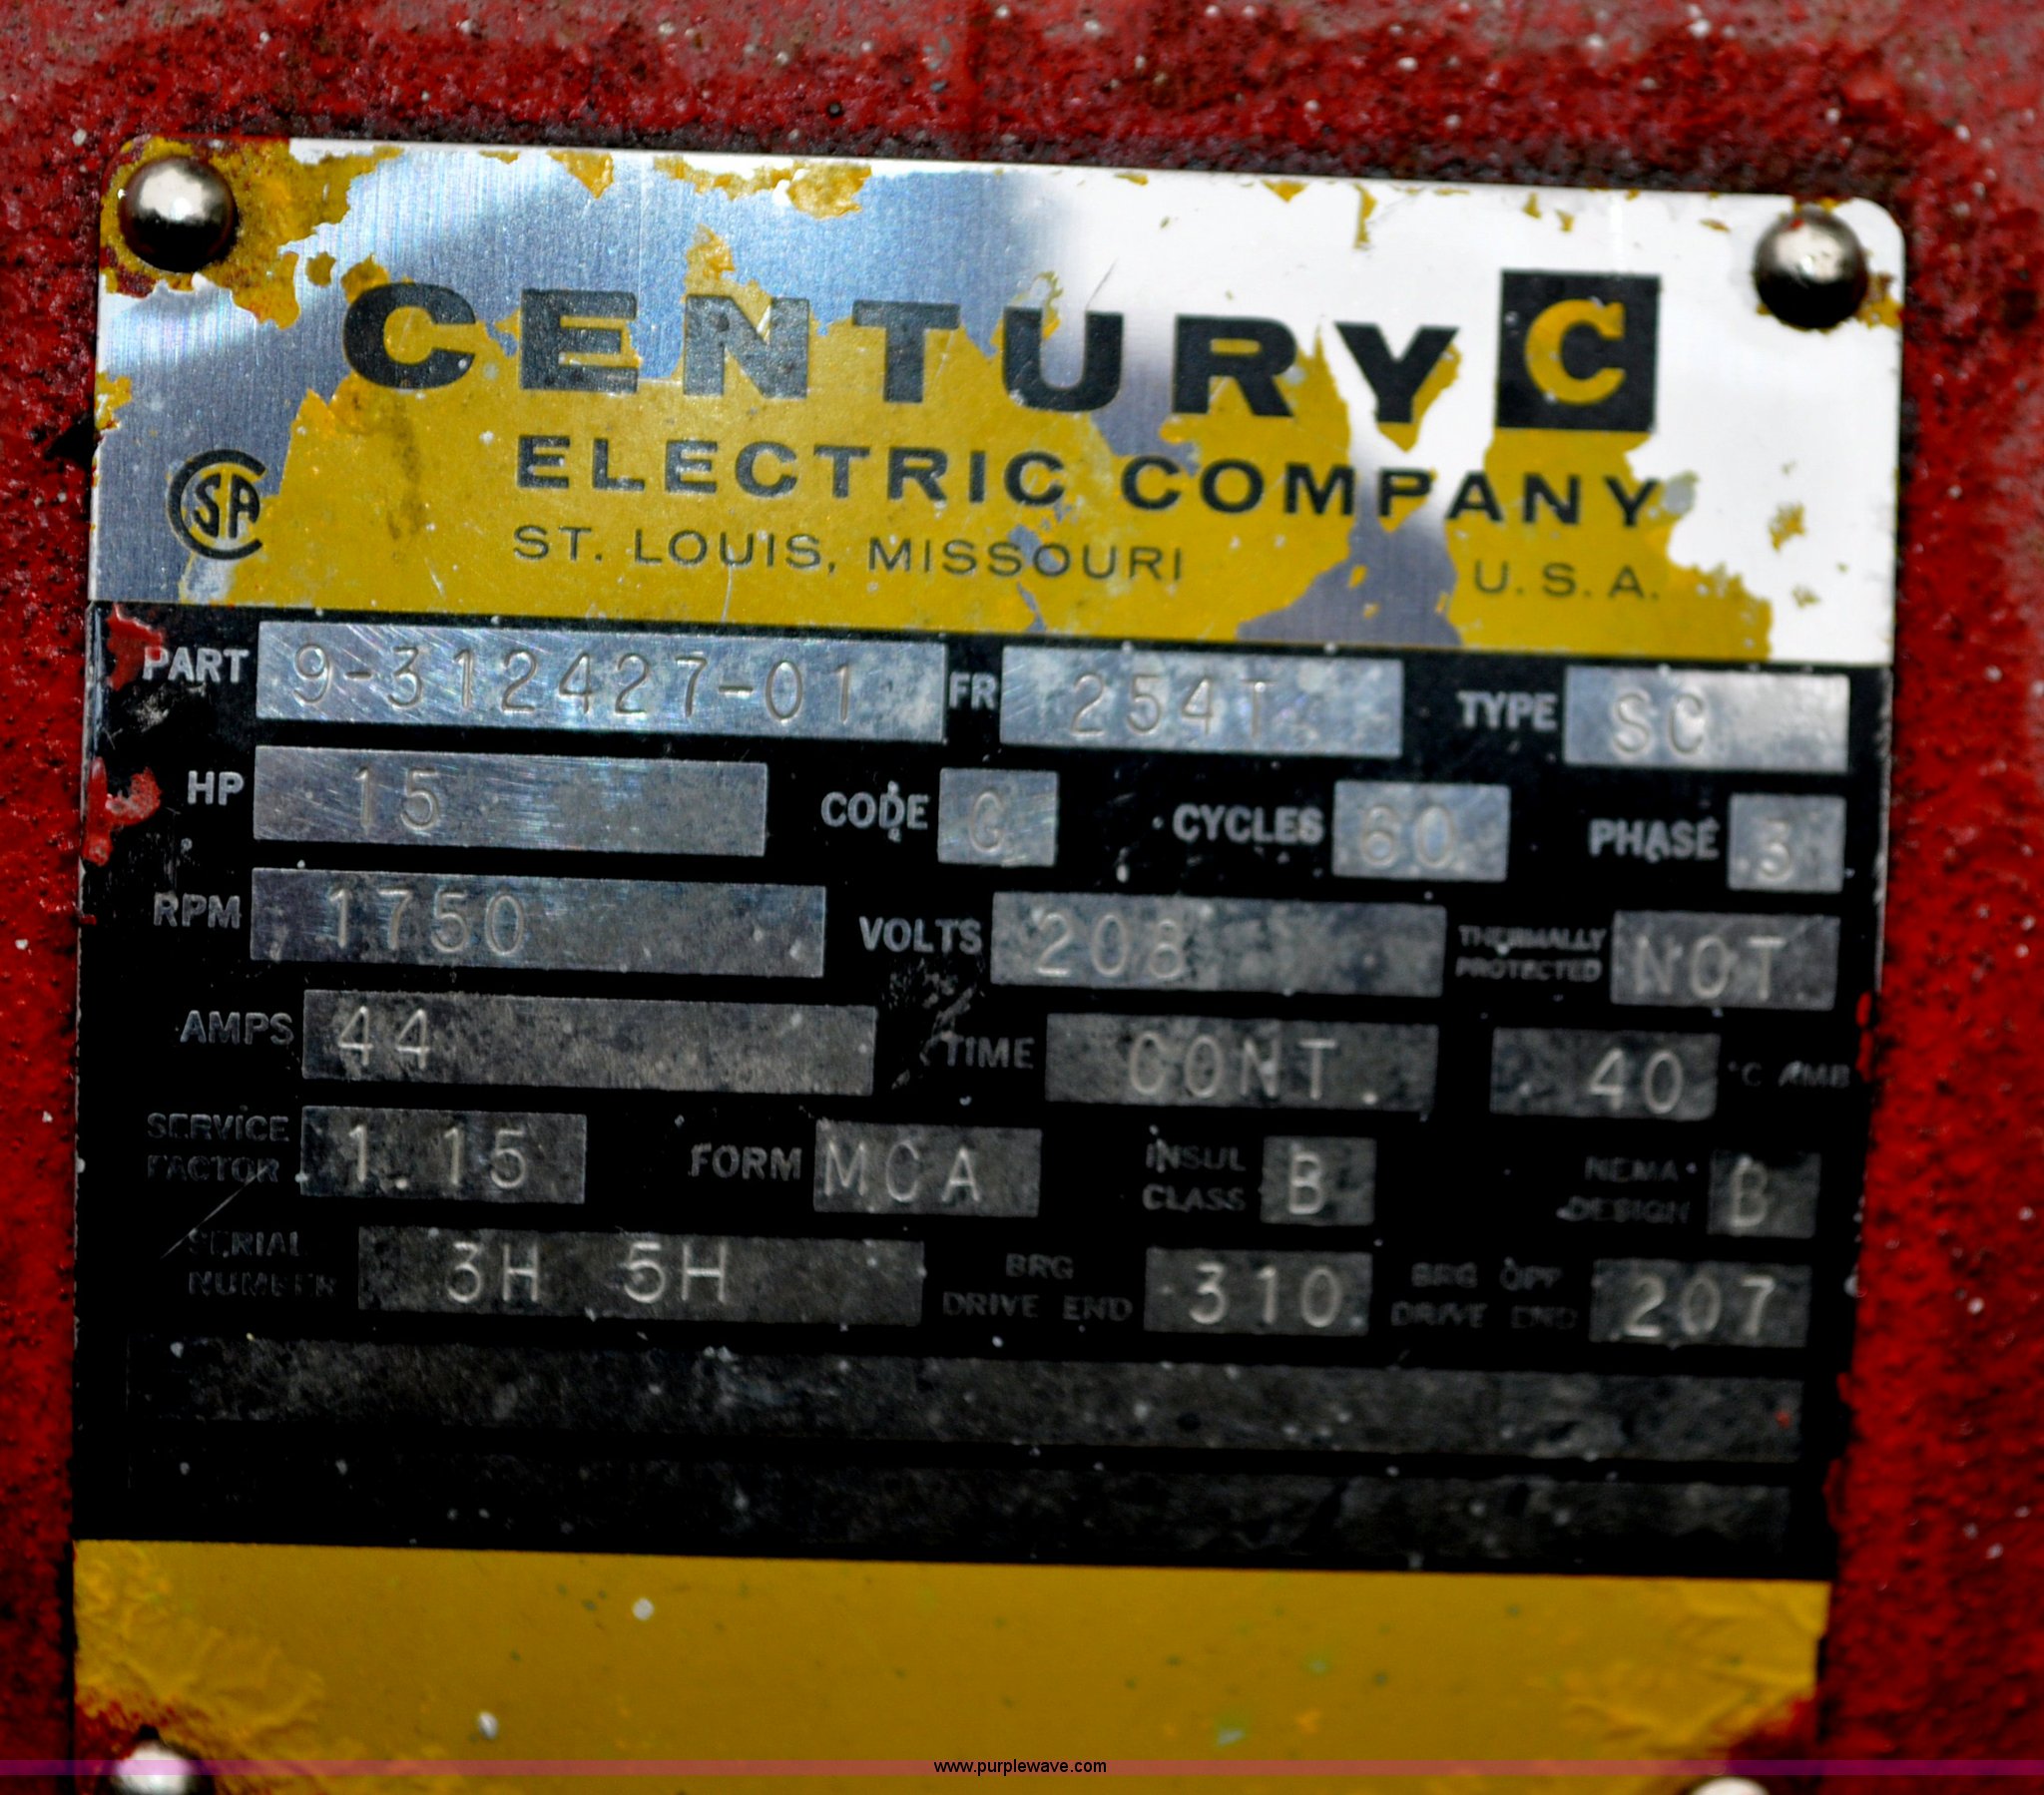 CENTURY C
ELECTRIC COMPANY
ST. LOUIS, MISSOURI U.S.A.
SA
PART 9-312427-01 FR 254T TYPE SC
HP 15 CODE G CYCLES 60 PHASE 3
RPM 1750 VOLTS 208 THERMALLY PROTECTED NOT
AMPS 44 TIME CONT. 40 °C AMB
SERVICE FACTOR 1.15 FORM MCA INSUL CLASS B NEMA DESIGN B
SERIAL NUMBER 3H 5H BRG DRIVE END 310 BRG OPP DRIVE END 207
www.purplewave.com